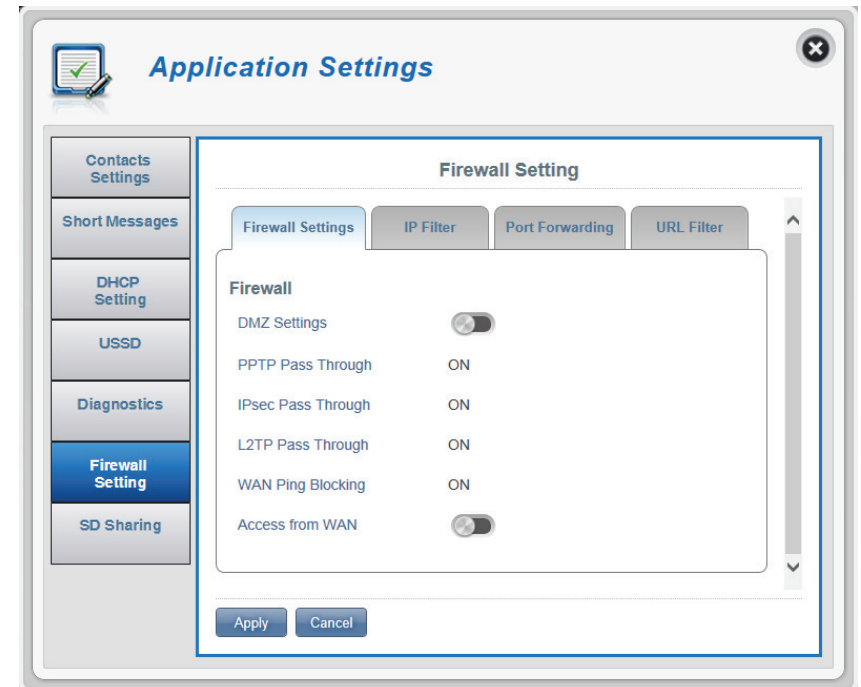 Application Settings
Contacts
Settings
Short Messages
DHCP
Setting
USSD
Diagnostics
Firewall
Setting
SD Sharing
Firewall Setting
Firewall Settings
IP Filter
Port Forwarding
URL Filter
Firewall
DMZ Settings
PPTP Pass Through ON
IPsec Pass Through ON
L2TP Pass Through ON
WAN Ping Blocking ON
Access from WAN
Apply
Cancel